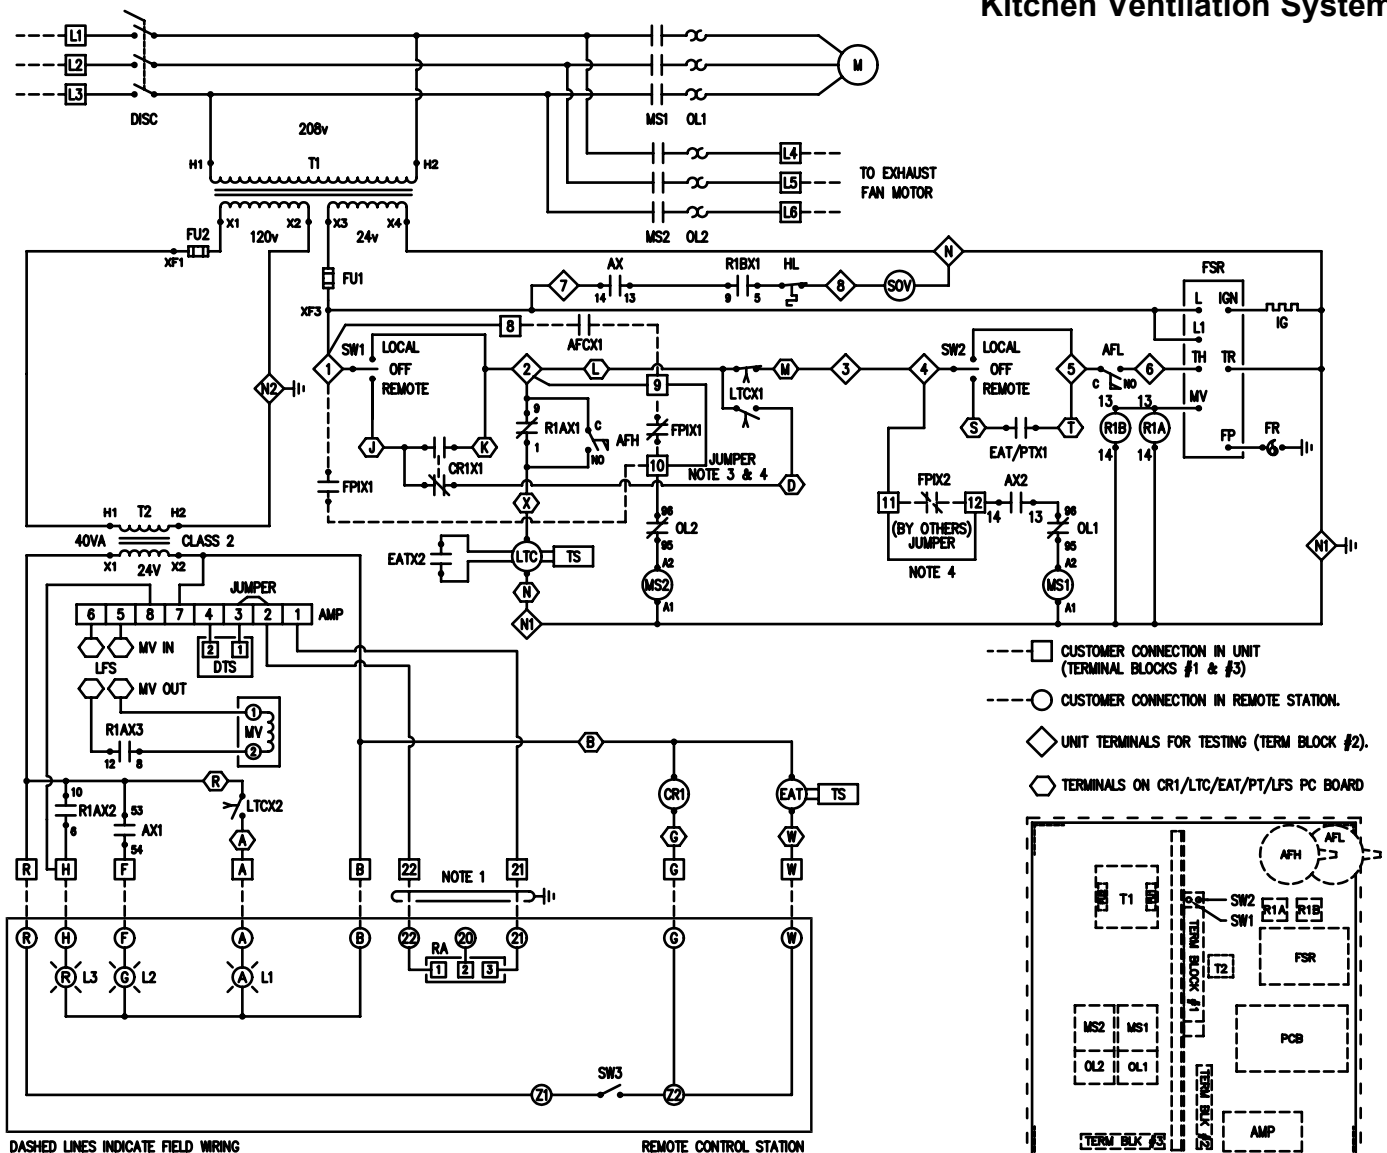 Kitchen Ventilation System
L1
L2
L3
DISC
MS1 OL1
M
208v
H1 T1 H2
L4
L5
L6
TO EXHAUST
FAN MOTOR
MS2 OL2
X1 X2 X3 X4
120v 24v
FU2
XF1
FU1
XF3
7 AX R1BX1 HL 8 SOV N
14 13 9 5
FSR
L IGN
IG
L1
TH TR
MV
FP FR
8
AFCX1
1 SW1 LOCAL
OFF
REMOTE
2 L
9
LTCX1
M 3 4
SW2 LOCAL
OFF
REMOTE
5 AFL 6
C NO
13 13
R1B R1A
14 14
N2
9
R1AX1
1
C
AFH
NO
FPIX1
J K
CR1X1
10
JUMPER
NOTE 3 & 4
D
S T
EAT/PTX1
FPIX1
X
FPIX2 AX2
11 12
14 13
(BY OTHERS)
JUMPER
NOTE 4
96
OL2
95
96
OL1
95
H1 T2 H2
40VA CLASS 2
24V
X1 X2
EATX2
LTC TS
N
N1
A2
MS2
A1
A2
MS1
A1
N1
JUMPER
6 5 8 7 4 3 2 1 AMP
MV IN
LFS
MV OUT
2 1
DTS
R1AX3
12 8
1
MV
2
CUSTOMER CONNECTION IN UNIT
(TERMINAL BLOCKS #1 & #3)
CUSTOMER CONNECTION IN REMOTE STATION.
UNIT TERMINALS FOR TESTING (TERM BLOCK #2).
TERMINALS ON CR1/LTC/EAT/PT/LFS PC BOARD
B
R
10
R1AX2
6
53
AX1
54
LTCX2
A
CR1
G
EAT TS
W
R H F A B 22 NOTE 1 21 G W
R H F A B 22 20 21 G W
RA
1 2 3
R L3 G L2 A L1
Z1 SW3 Z2
DASHED LINES INDICATE FIELD WIRING
REMOTE CONTROL STATION
AFH AFL
T1
SW2
SW1
R1A R1B
TERM BLOCK #1
T2
FSR
MS2 MS1
OL2 OL1
PCB
TERM BLK #2
TERM BLK #3
AMP